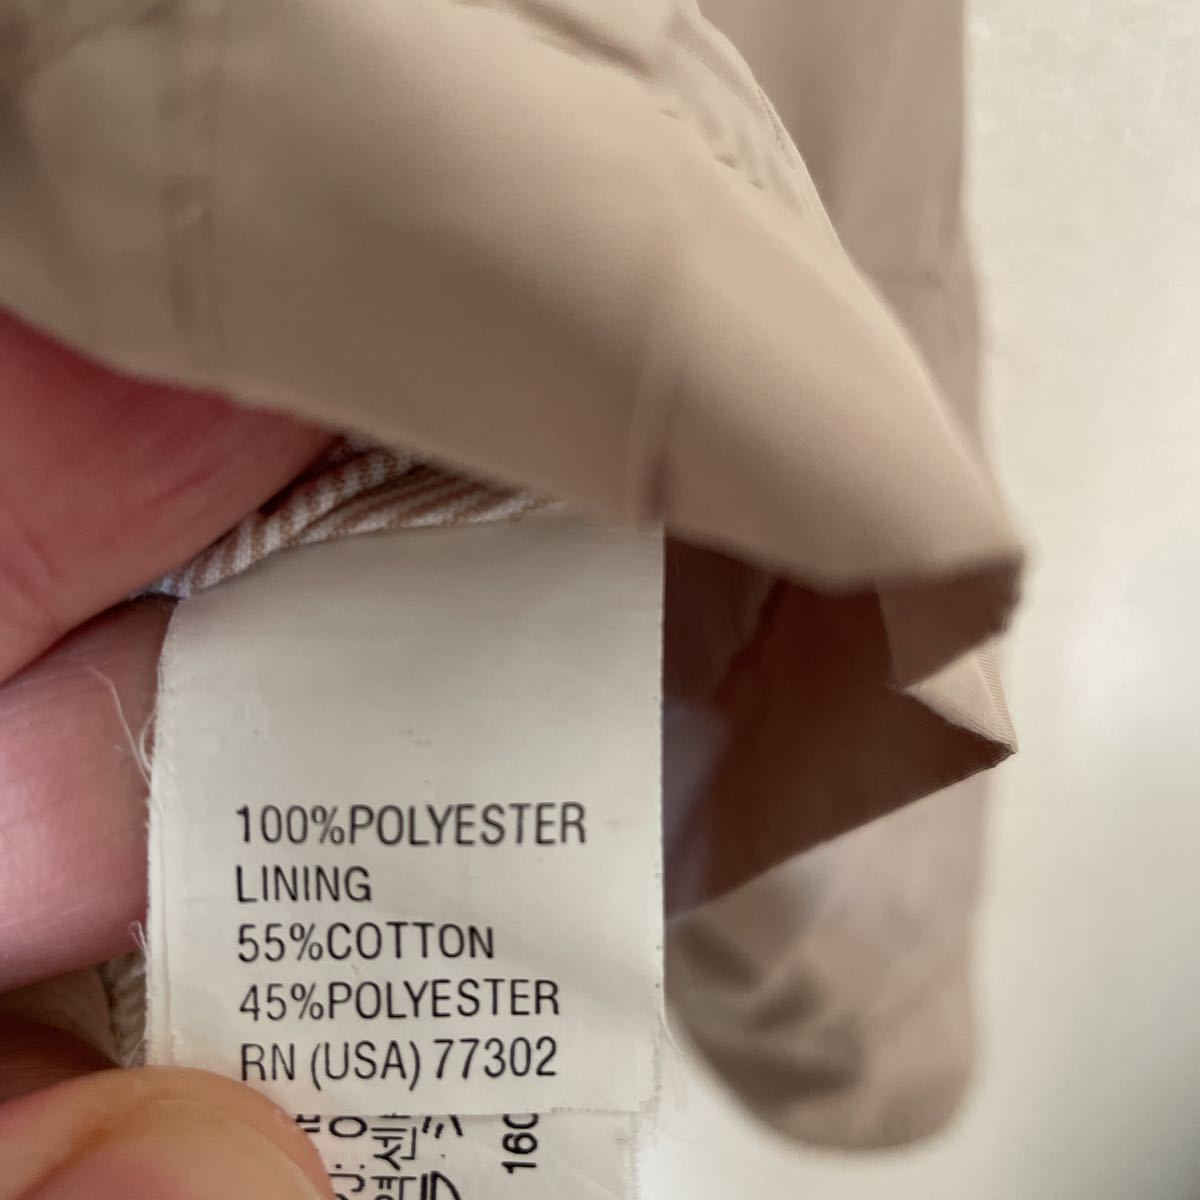 100%POLYESTER
LINING
55%COTTON
45%POLYESTER
RN (USA) 77302